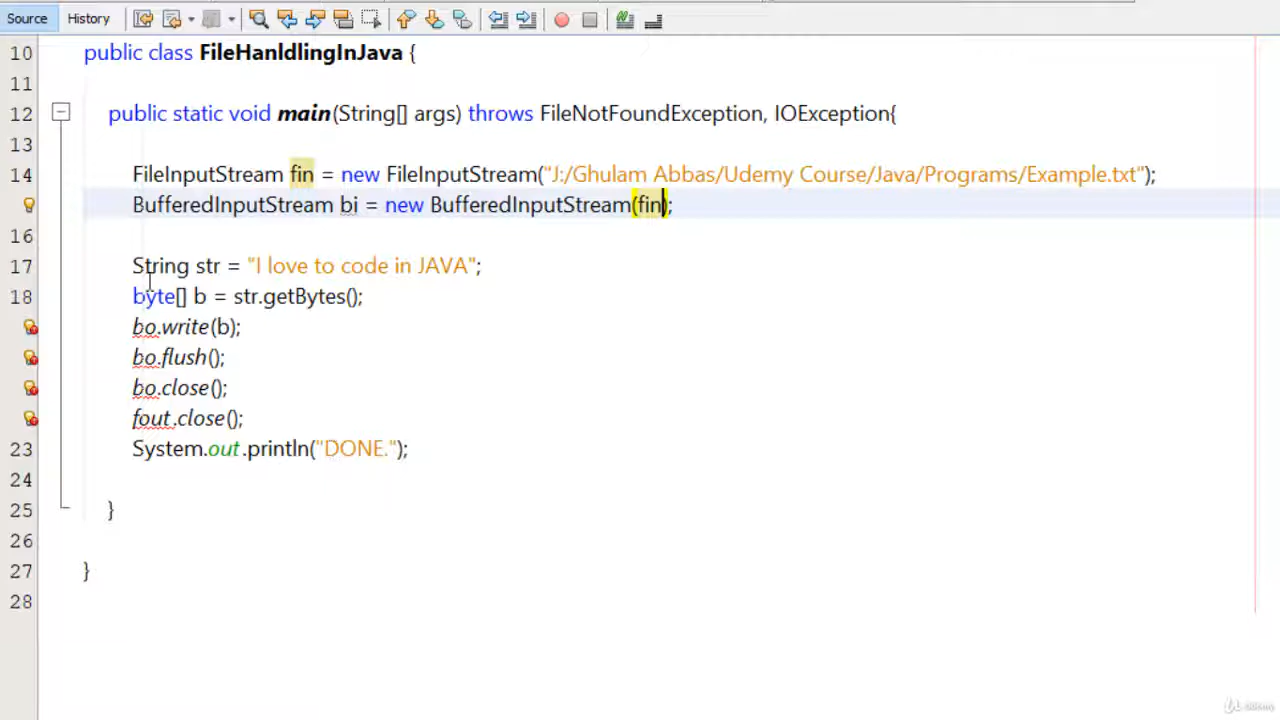 Source History
10 public class FileHanldlingInJava {
11
12 public static void main(String[] args) throws FileNotFoundException, IOException{
13
14 FileInputStream fin = new FileInputStream("J:/Ghulam Abbas/Udemy Course/Java/Programs/Example.txt");
BufferedInputStream bi = new BufferedInputStream(fin);
16
17 String str = "I love to code in JAVA";
18 byte[] b = str.getBytes();
bo.write(b);
bo.flush();
bo.close();
fout.close();
23 System.out.println("DONE.");
24
25 }
26
27 }
28
Udemy